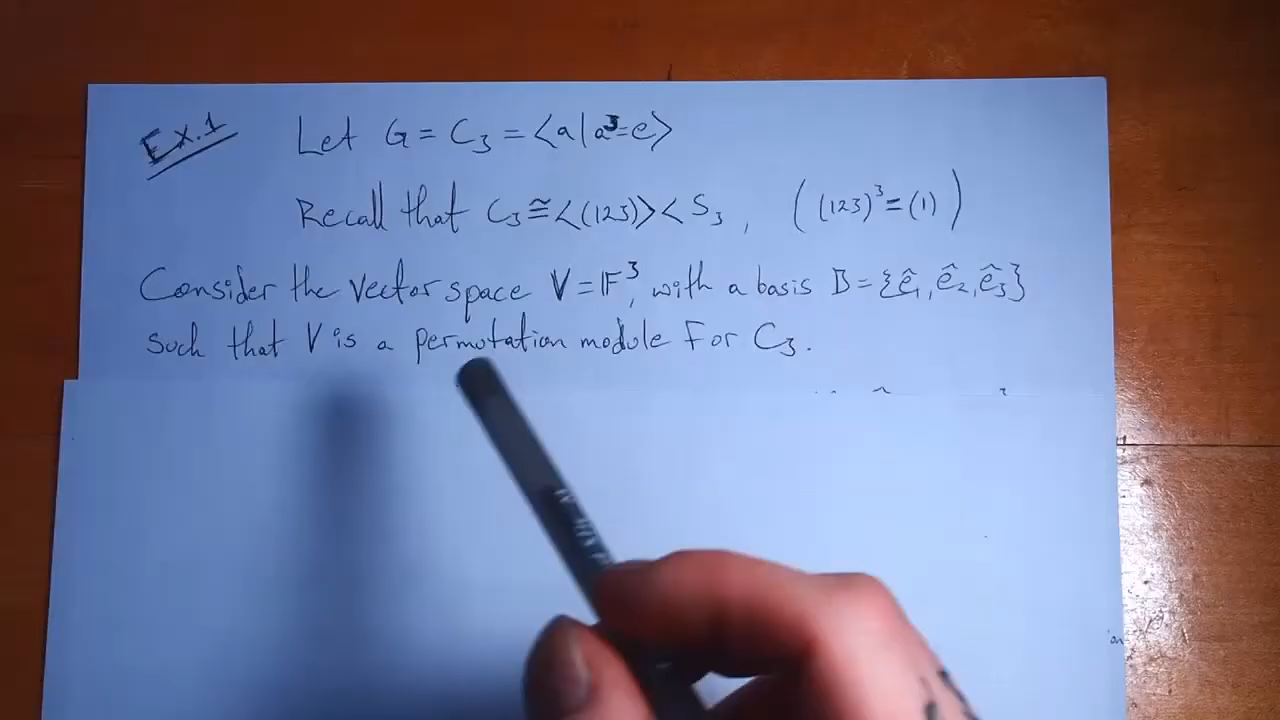 Ex.1 Let G = C₃ = ⟨a | a³=e⟩
Recall that C₃ ≅ ⟨(123)⟩ < S₃, ((123)³ = (1))
Consider the vector space V = 𝔽³, with a basis B = {ê₁, ê₂, ê₃}
such that V is a permutation module For C₃.